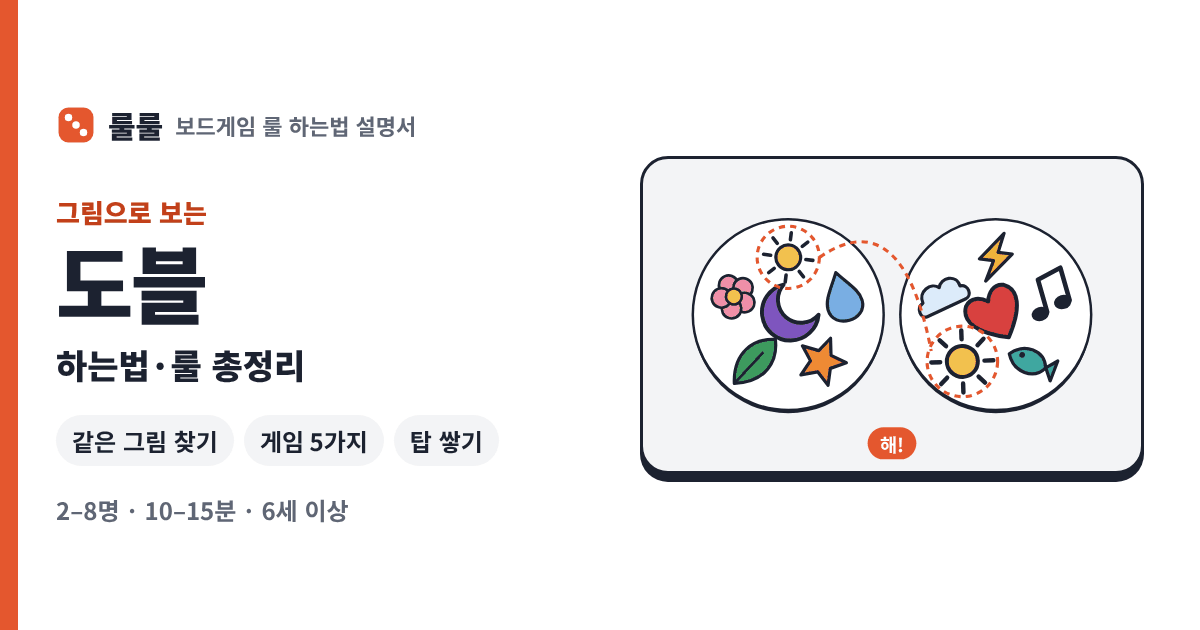 룰룰 보드게임 룰 하는법 설명서
그림으로 보는
도블
하는법·룰 총정리
같은 그림 찾기 게임 5가지 탑 쌓기
2–8명 · 10–15분 · 6세 이상
해!